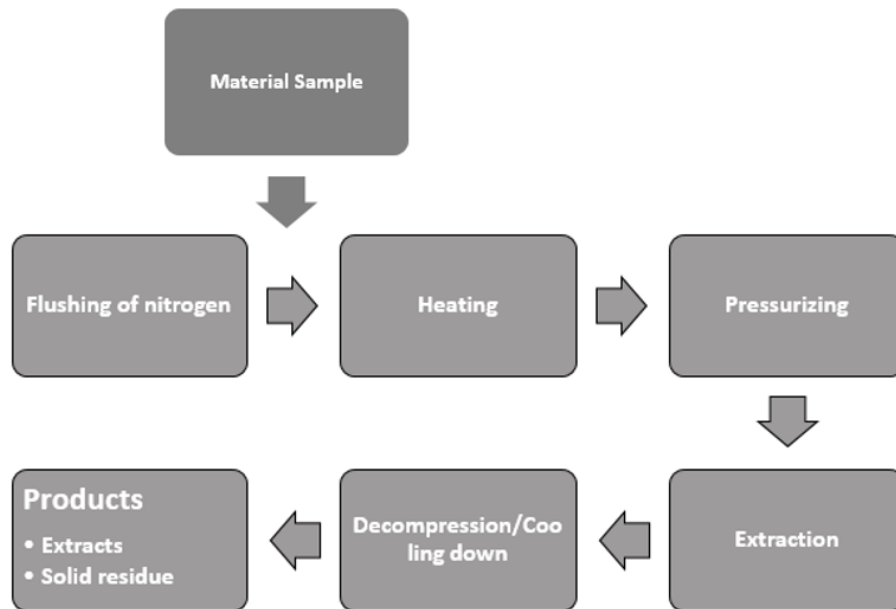 Material Sample
Flushing of nitrogen
Heating
Pressurizing
Extraction
Decompression/Coo
ling down
Products
• Extracts
• Solid residue